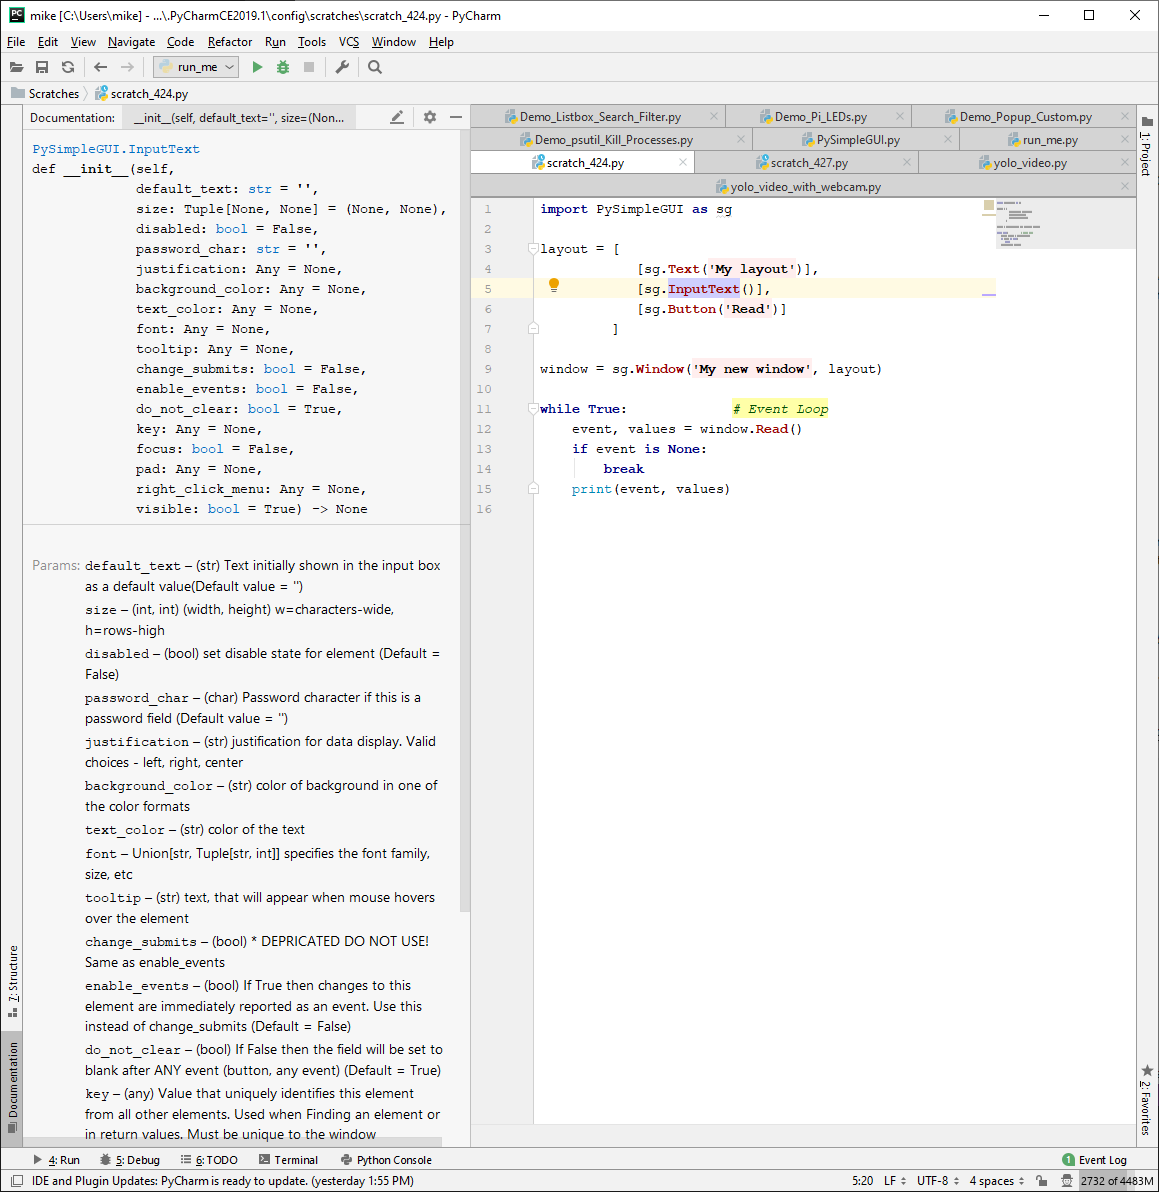 mike [C:\Users\mike] - ...\.PyCharmCE2019.1\config\scratches\scratch_424.py - PyCharm
File Edit View Navigate Code Refactor Run Tools VCS Window Help
run_me
Scratches scratch_424.py
Documentation: __init__(self, default_text='', size=(Non...
PySimpleGUI.InputText
def __init__(self,
default_text: str = '',
size: Tuple[None, None] = (None, None),
disabled: bool = False,
password_char: str = '',
justification: Any = None,
background_color: Any = None,
text_color: Any = None,
font: Any = None,
tooltip: Any = None,
change_submits: bool = False,
enable_events: bool = False,
do_not_clear: bool = True,
key: Any = None,
focus: bool = False,
pad: Any = None,
right_click_menu: Any = None,
visible: bool = True) -> None
Params: default_text – (str) Text initially shown in the input box
as a default value(Default value = '')
size – (int, int) (width, height) w=characters-wide,
h=rows-high
disabled – (bool) set disable state for element (Default =
False)
password_char – (char) Password character if this is a
password field (Default value = '')
justification – (str) justification for data display. Valid
choices - left, right, center
background_color – (str) color of background in one of
the color formats
text_color – (str) color of the text
font – Union[str, Tuple[str, int]] specifies the font family,
size, etc
tooltip – (str) text, that will appear when mouse hovers
over the element
change_submits – (bool) * DEPRICATED DO NOT USE!
Same as enable_events
enable_events – (bool) If True then changes to this
element are immediately reported as an event. Use this
instead of change_submits (Default = False)
do_not_clear – (bool) If False then the field will be set to
blank after ANY event (button, any event) (Default = True)
key – (any) Value that uniquely identifies this element
from all other elements. Used when Finding an element or
in return values. Must be unique to the window
Demo_Listbox_Search_Filter.py Demo_Pi_LEDs.py Demo_Popup_Custom.py
Demo_psutil_Kill_Processes.py PySimpleGUI.py run_me.py
scratch_424.py scratch_427.py yolo_video.py
yolo_video_with_webcam.py
1 import PySimpleGUI as sg
2
3 layout = [
4 [sg.Text('My layout')],
5 [sg.InputText()],
6 [sg.Button('Read')]
7 ]
8
9 window = sg.Window('My new window', layout)
10
11 while True: # Event Loop
12 event, values = window.Read()
13 if event is None:
14 break
15 print(event, values)
16
1: Project
2: Favorites
7: Structure
Documentation
4: Run 5: Debug 6: TODO Terminal Python Console 1 Event Log
IDE and Plugin Updates: PyCharm is ready to update. (yesterday 1:55 PM) 5:20 LF UTF-8 4 spaces 2732 of 4483M